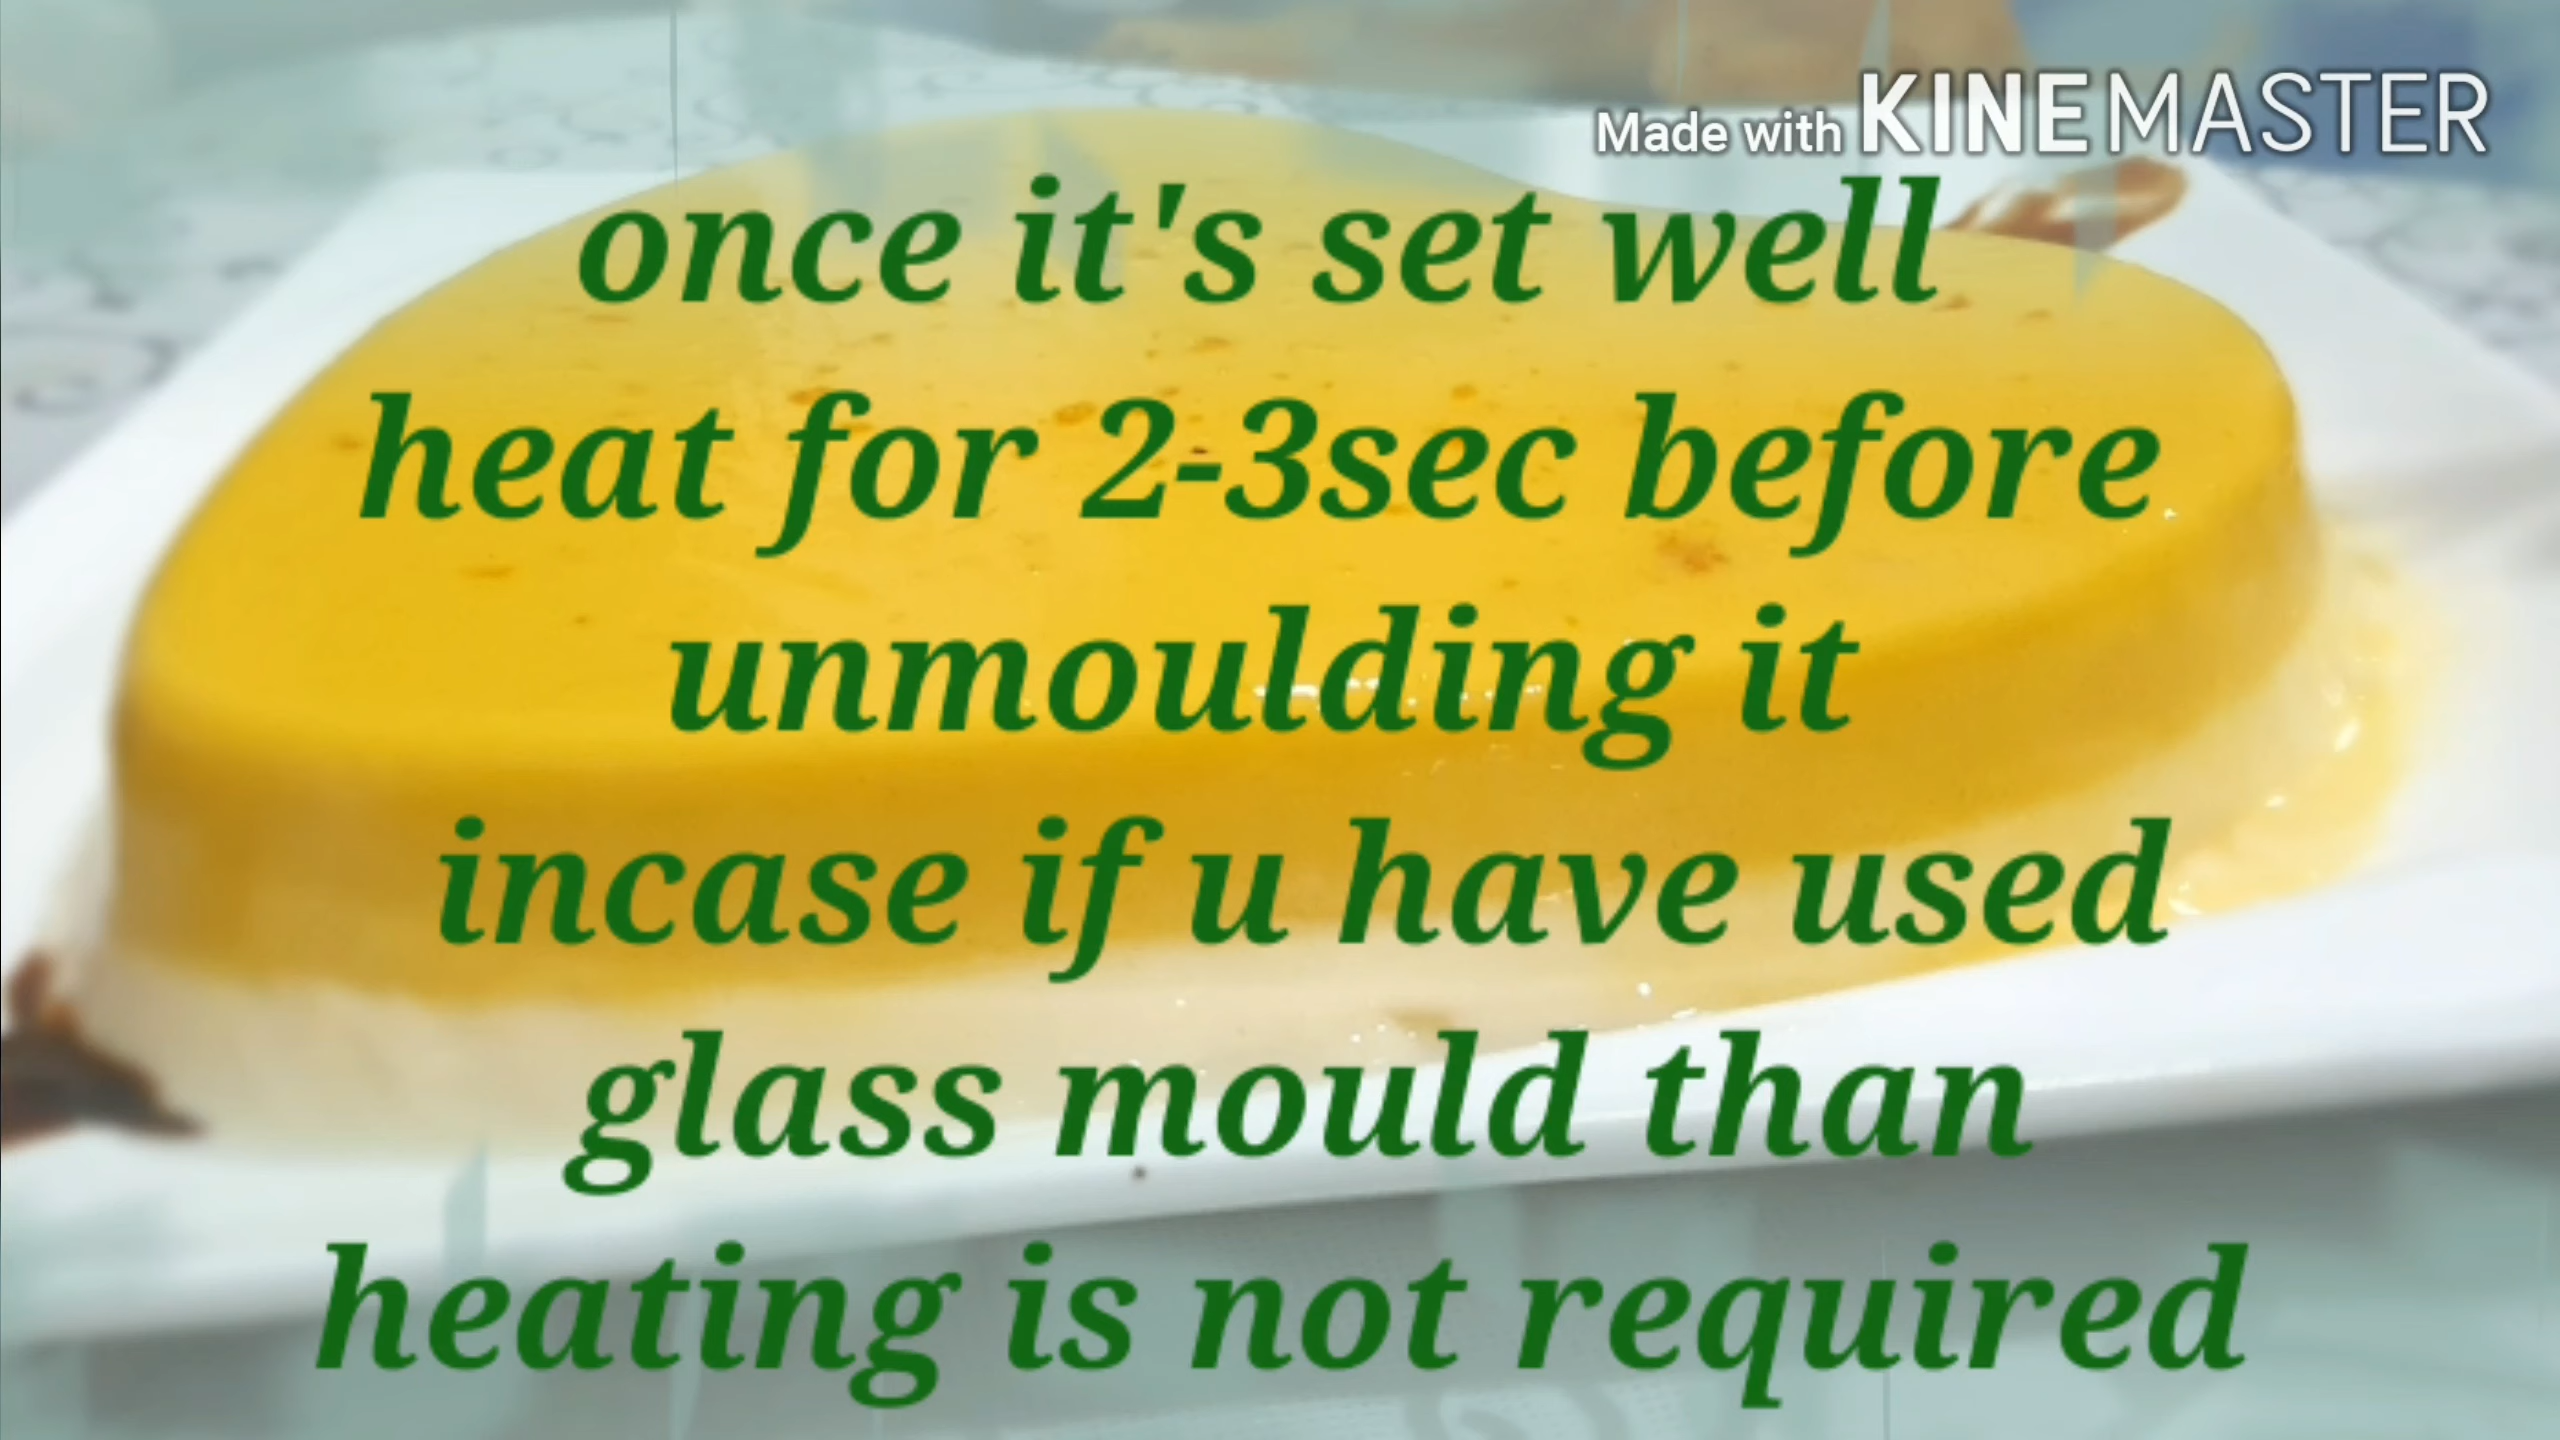 Made with KINEMASTER
once it's set well
heat for 2-3sec before
unmoulding it
incase if u have used
glass mould than
heating is not required